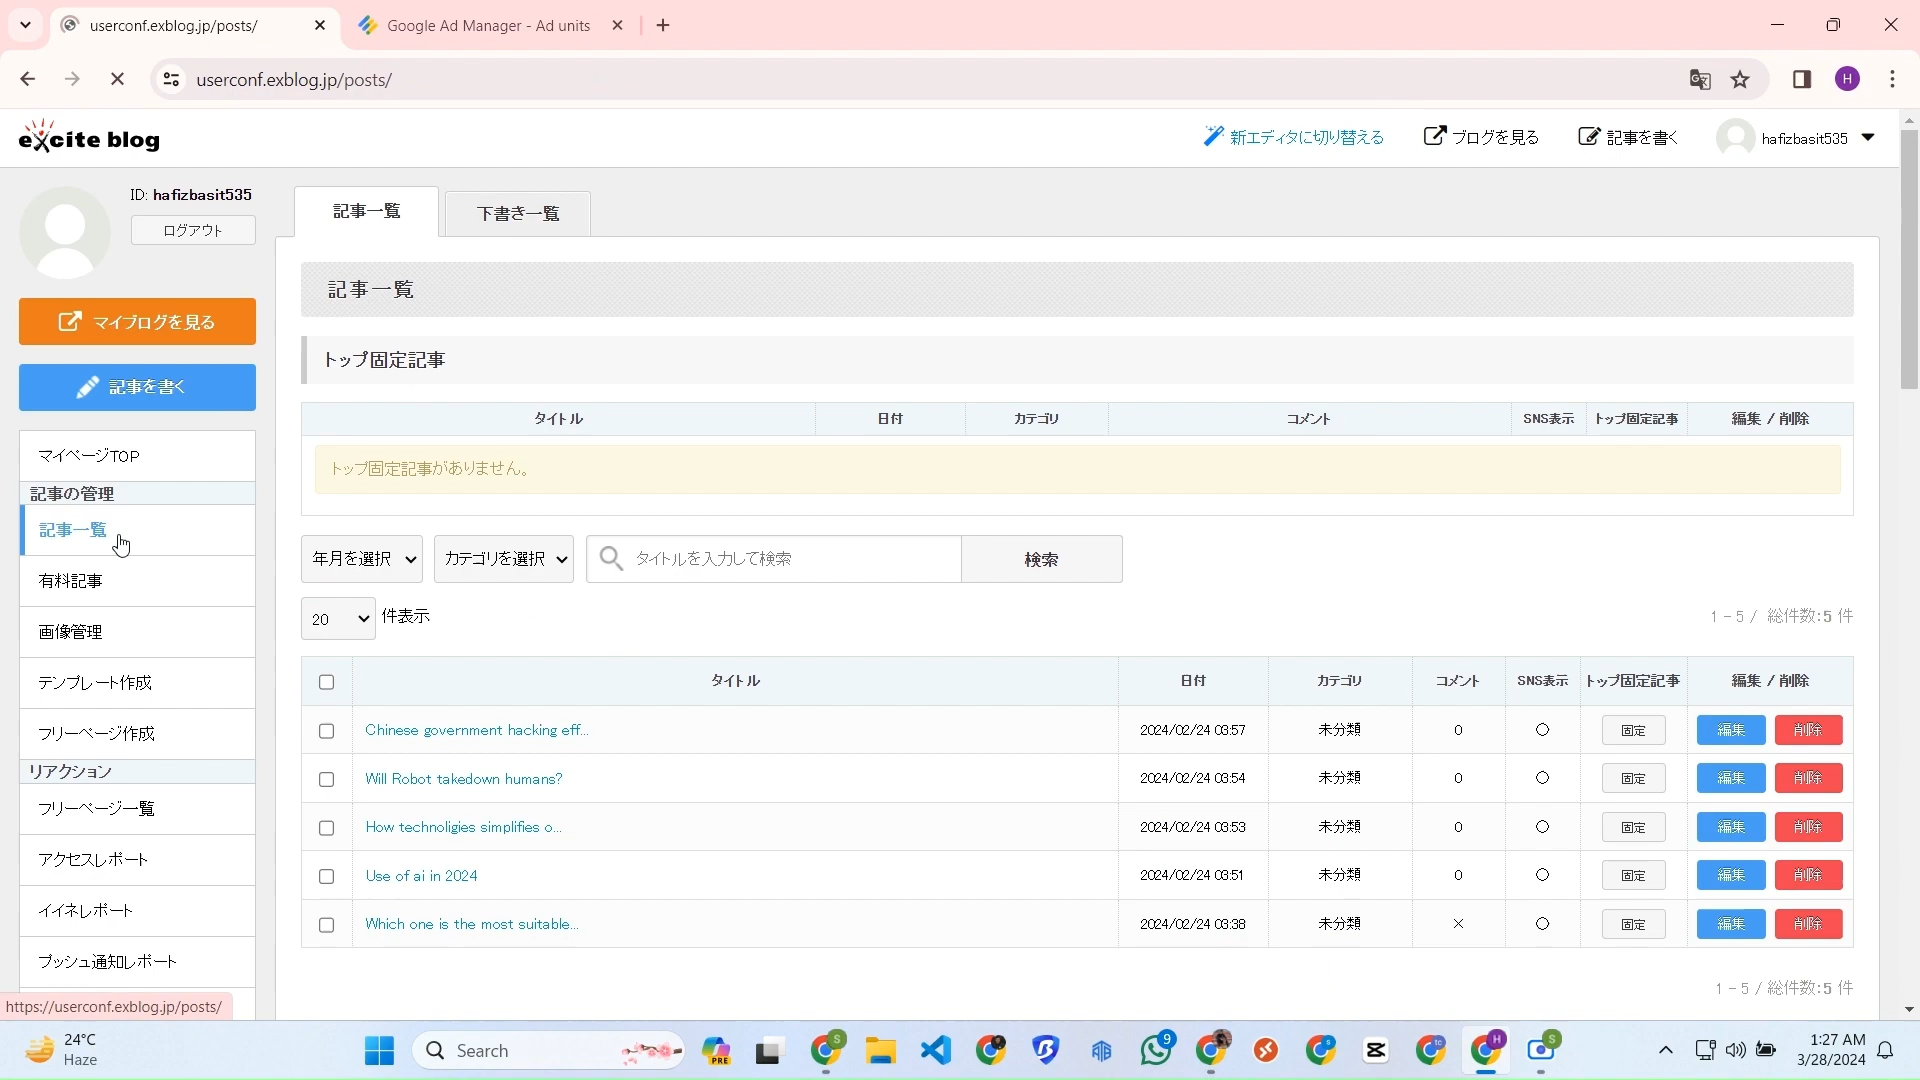 userconf.exblog.jp/posts/
Google Ad Manager - Ad units
userconf.exblog.jp/posts/
H
excite blog
新エディタに切り替える
ブログを見る
記事を書く
hafizbasit535
ID: hafizbasit535
ログアウト
マイブログを見る
記事を書く
マイページTOP
記事の管理
記事一覧
有料記事
画像管理
テンプレート作成
フリーページ作成
リアクション
フリーページ一覧
アクセスレポート
イイネレポート
プッシュ通知レポート
記事一覧
下書き一覧
記事一覧
トップ固定記事
タイトル 日付 カテゴリ コメント SNS表示 トップ固定記事 編集 / 削除
トップ固定記事がありません。
年月を選択 カテゴリを選択 タイトルを入力して検索 検索
20 件表示
1 - 5 / 総件数:5 件
タイトル 日付 カテゴリ コメント SNS表示 トップ固定記事 編集 / 削除
Chinese government hacking eff... 2024/02/24 03:57 未分類 0 ○ 固定 編集 削除
Will Robot takedown humans? 2024/02/24 03:54 未分類 0 ○ 固定 編集 削除
How technoligies simplifies o... 2024/02/24 03:53 未分類 0 ○ 固定 編集 削除
Use of ai in 2024 2024/02/24 03:51 未分類 0 ○ 固定 編集 削除
Which one is the most suitable... 2024/02/24 03:38 未分類 × ○ 固定 編集 削除
1 - 5 / 総件数:5 件
https://userconf.exblog.jp/posts/
24°C
Haze
Search
PRE
S
9
S
tc
H
S
1:27 AM
3/28/2024